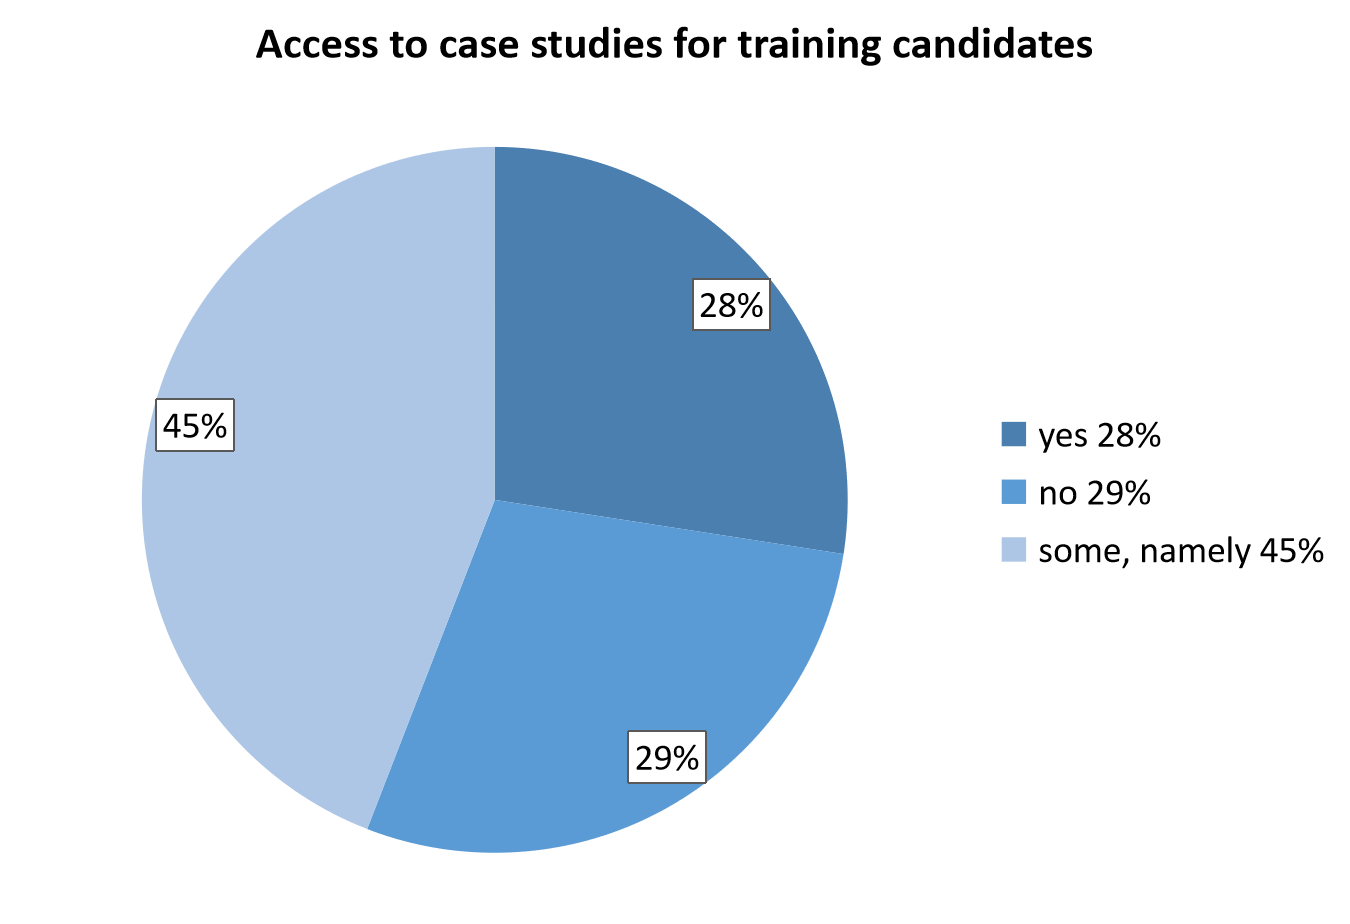 Access to case studies for training candidates
28%
45%
29%
yes 28%
no 29%
some, namely 45%